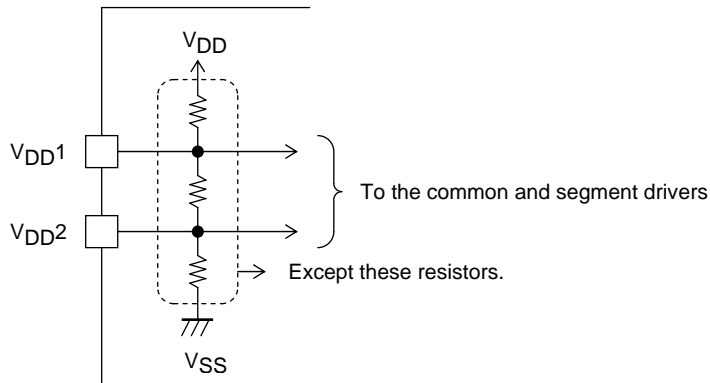 VDD
VDD1
To the common and segment drivers
VDD2
Except these resistors.
VSS